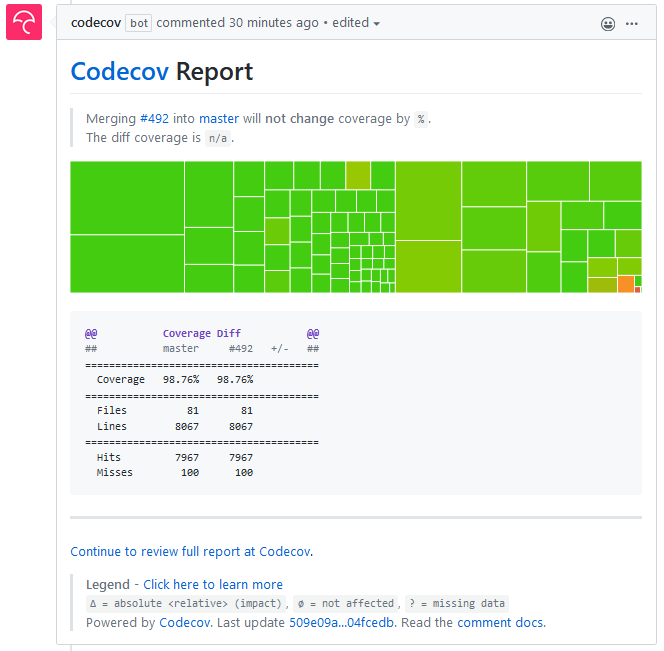 codecov bot commented 30 minutes ago • edited
Codecov Report
Merging #492 into master will not change coverage by %.
The diff coverage is n/a.
@@ Coverage Diff @@
## master #492 +/- ##
=======================================
Coverage 98.76% 98.76%
=======================================
Files 81 81
Lines 8067 8067
=======================================
Hits 7967 7967
Misses 100 100
Continue to review full report at Codecov.
Legend - Click here to learn more
Δ = absolute <relative> (impact), ø = not affected, ? = missing data
Powered by Codecov. Last update 509e09a...04fcedb. Read the comment docs.